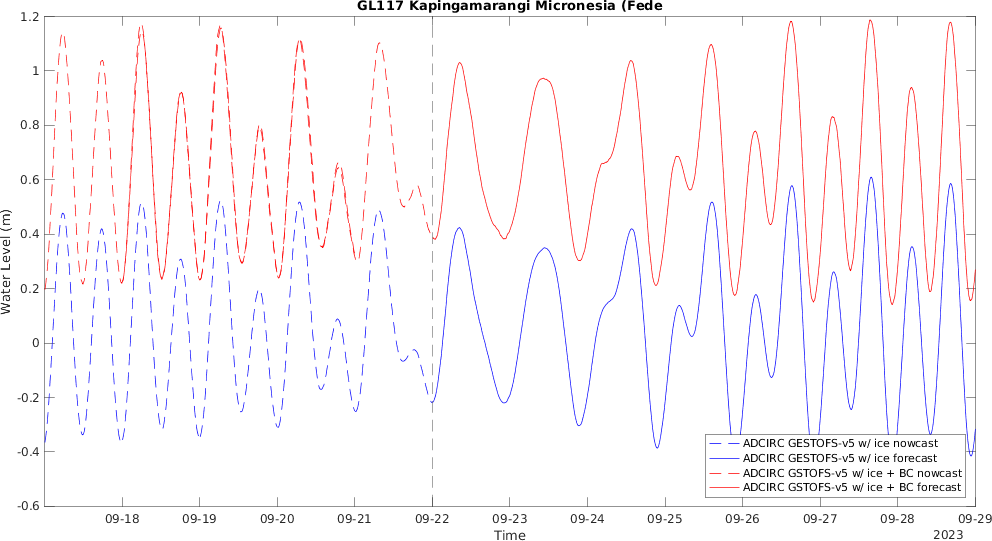 GL117 Kapingamarangi Micronesia (Fede
Water Level (m)
1.2
1
0.8
0.6
0.4
0.2
0
-0.2
-0.4
-0.6
ADCIRC GESTOFS-v5 w/ ice nowcast
ADCIRC GESTOFS-v5 w/ ice forecast
ADCIRC GSTOFS-v5 w/ ice + BC nowcast
ADCIRC GSTOFS-v5 w/ ice + BC forecast
09-18 09-19 09-20 09-21 09-22 09-23 09-24 09-25 09-26 09-27 09-28 09-29
Time
2023